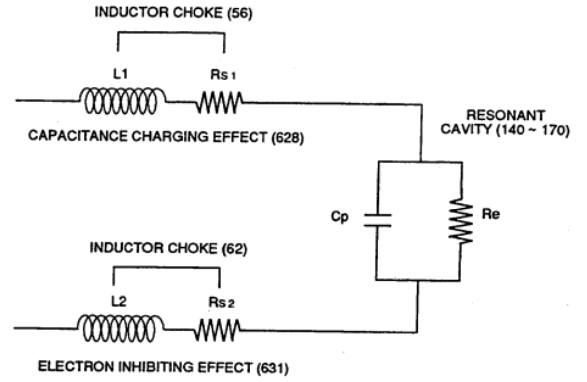 INDUCTOR CHOKE (56)
L1
Rs1
CAPACITANCE CHARGING EFFECT (628)
RESONANT
CAVITY (140 ~ 170)
Cp
Re
INDUCTOR CHOKE (62)
L2
Rs2
ELECTRON INHIBITING EFFECT (631)